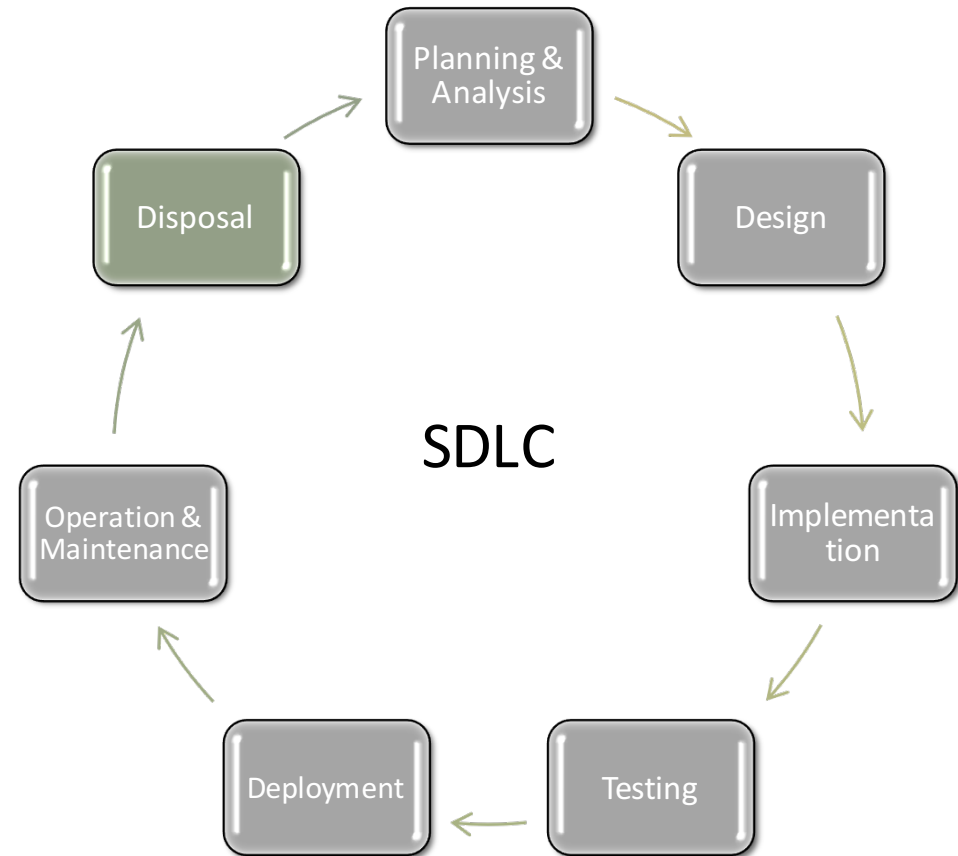 Planning &
Analysis
Disposal
Design
SDLC
Operation &
Maintenance
Implementa
tion
Deployment
Testing